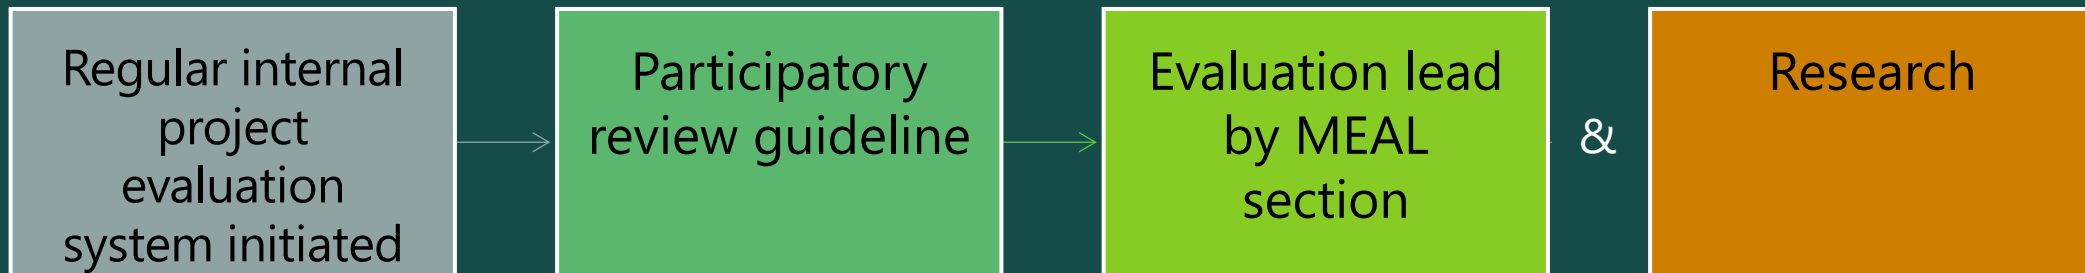 Regular internal
project
evaluation
system initiated
Participatory
review guideline
Evaluation lead
by MEAL
section
&
Research